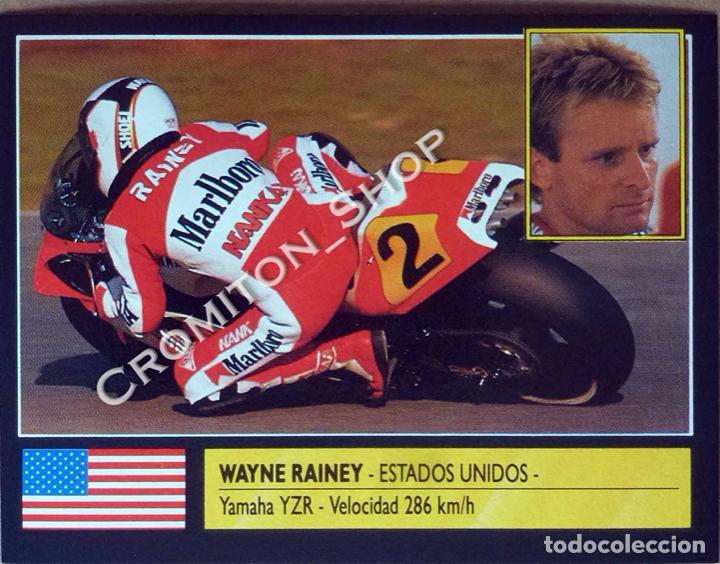 SHOEI
RAINEY
Marlboro
NANKAI
Marlboro
Marlboro
2
NANK
Marlboro
CROMITON_SHOP
WAYNE RAINEY - ESTADOS UNIDOS -
Yamaha YZR - Velocidad 286 km/h
todocoleccion